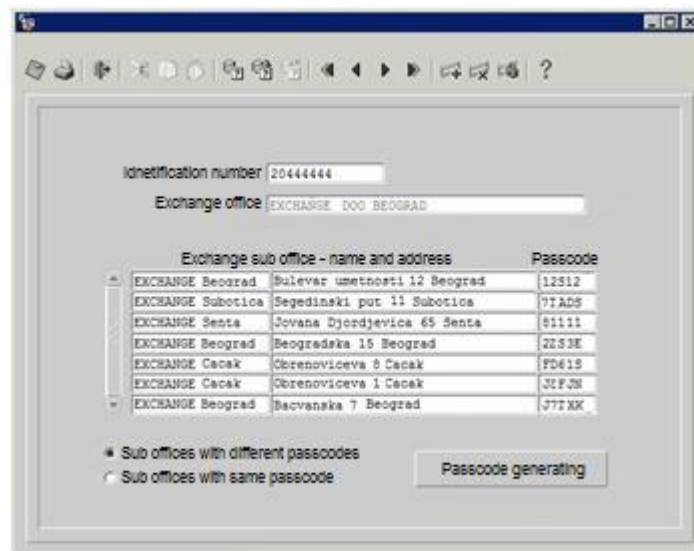 ?
Idnetification number 20444444
Exchange office EXCHANGE DOO BEOGRAD
Exchange sub office - name and address Passcode
EXCHANGE Beograd Bulevar umetnosti 12 Beograd 12512
EXCHANGE Subotica Segedinski put 11 Subotica 7TADS
EXCHANGE Senta Jovana Djordjevica 65 Senta 81111
EXCHANGE Beograd Beogradska 15 Beograd
EXCHANGE Cacak Obrenoviceva 8 Cacak
EXCHANGE Cacak Obrenoviceva 1 Cacak
EXCHANGE Beograd Bacvanska 7 Beograd
Sub offices with different passcodes
Sub offices with same passcode
Passcode generating